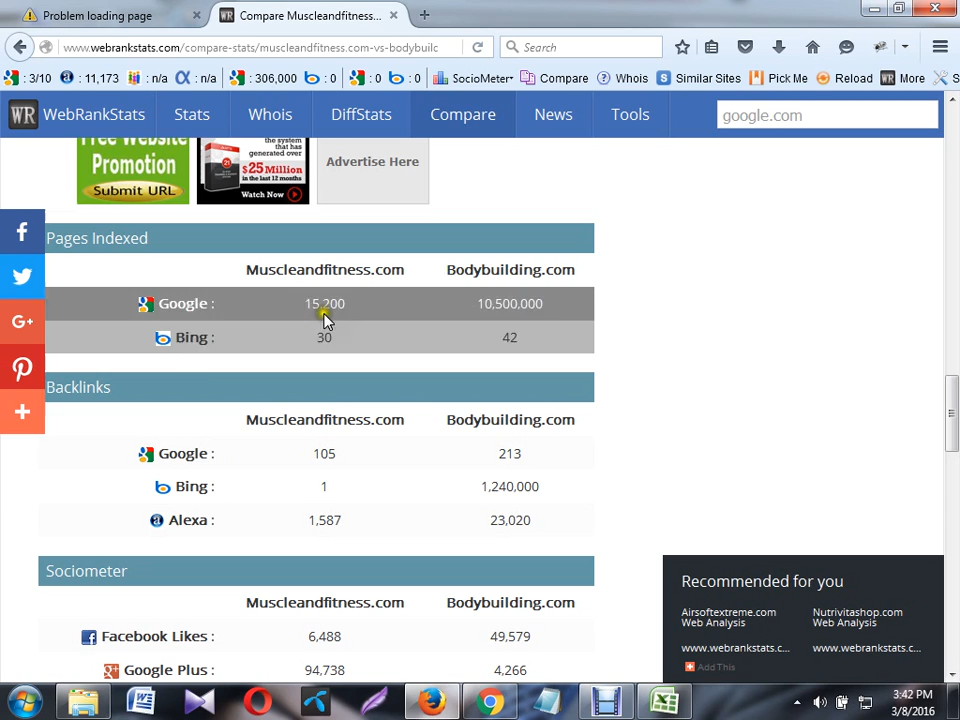 Problem loading page
Compare Muscleandfitness....
www.webrankstats.com/compare-stats/muscleandfitness.com-vs-bodybuilc
Search
: 3/10
: 11,173
: n/a
: n/a
: 306,000
: 0
: 0
: 0
SocioMeter
Compare
Whois
Similar Sites
Pick Me
Reload
More
WR WebRankStats
Stats
Whois
DiffStats
Compare
News
Tools
google.com
Free Website
Promotion
Submit URL
the system that
has generated over
$25 Million
in the last 12 months
Watch Now
Advertise Here
Pages Indexed
Muscleandfitness.com Bodybuilding.com
Google : 15,200 10,500,000
Bing : 30 42
Backlinks
Muscleandfitness.com Bodybuilding.com
Google : 105 213
Bing : 1 1,240,000
Alexa : 1,587 23,020
Sociometer
Muscleandfitness.com Bodybuilding.com
Facebook Likes : 6,488 49,579
Google Plus : 94,738 4,266
Recommended for you
Airsoftextreme.com
Web Analysis
www.webrankstats.c...
Nutrivitashop.com
Web Analysis
www.webrankstats.c...
Add This
3:42 PM
3/8/2016